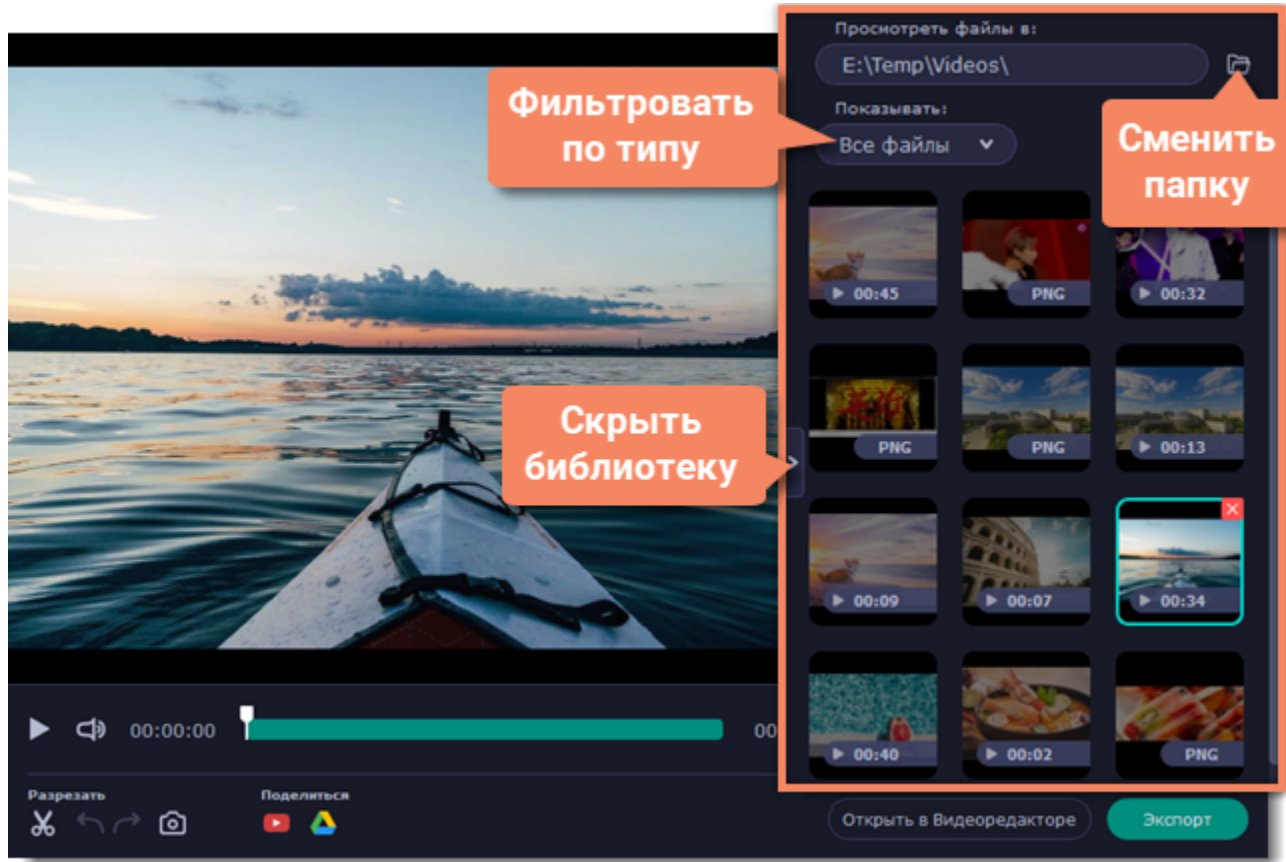 Просмотреть файлы в:
E:\Temp\Videos\
Фильтровать
по типу
Показывать:
Все файлы
Сменить
папку
00:45
PNG
00:32
PNG
PNG
00:13
Скрыть
библиотеку
00:09
00:07
00:34
00:40
00:02
PNG
00:00:00
00
Разрезать
Поделиться
Открыть в Видеоредакторе
Экспорт